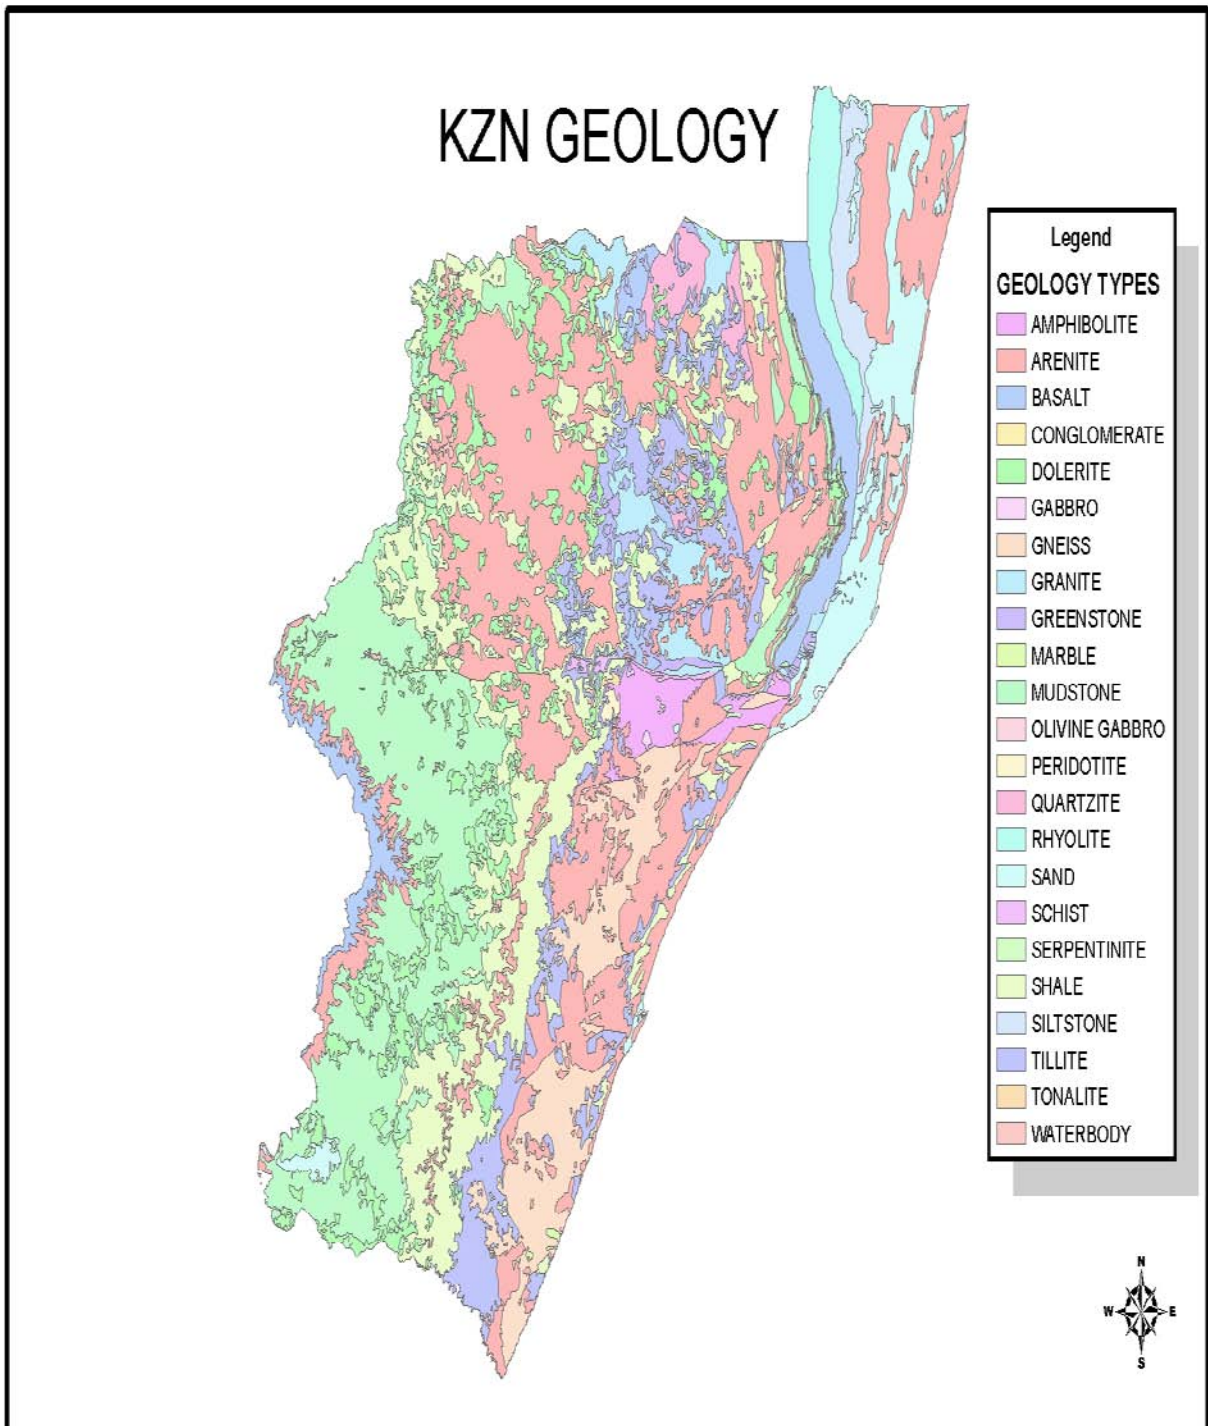 KZN GEOLOGY
Legend
GEOLOGY TYPES
AMPHIBOLITE
ARENITE
BASALT
CONGLOMERATE
DOLERITE
GABBRO
GNEISS
GRANITE
GREENSTONE
MARBLE
MUDSTONE
OLIVINE GABBRO
PERIDOTITE
QUARTZITE
RHYOLITE
SAND
SCHIST
SERPENTINITE
SHALE
SILTSTONE
TILLITE
TONALITE
WATERBODY
N
W E
S